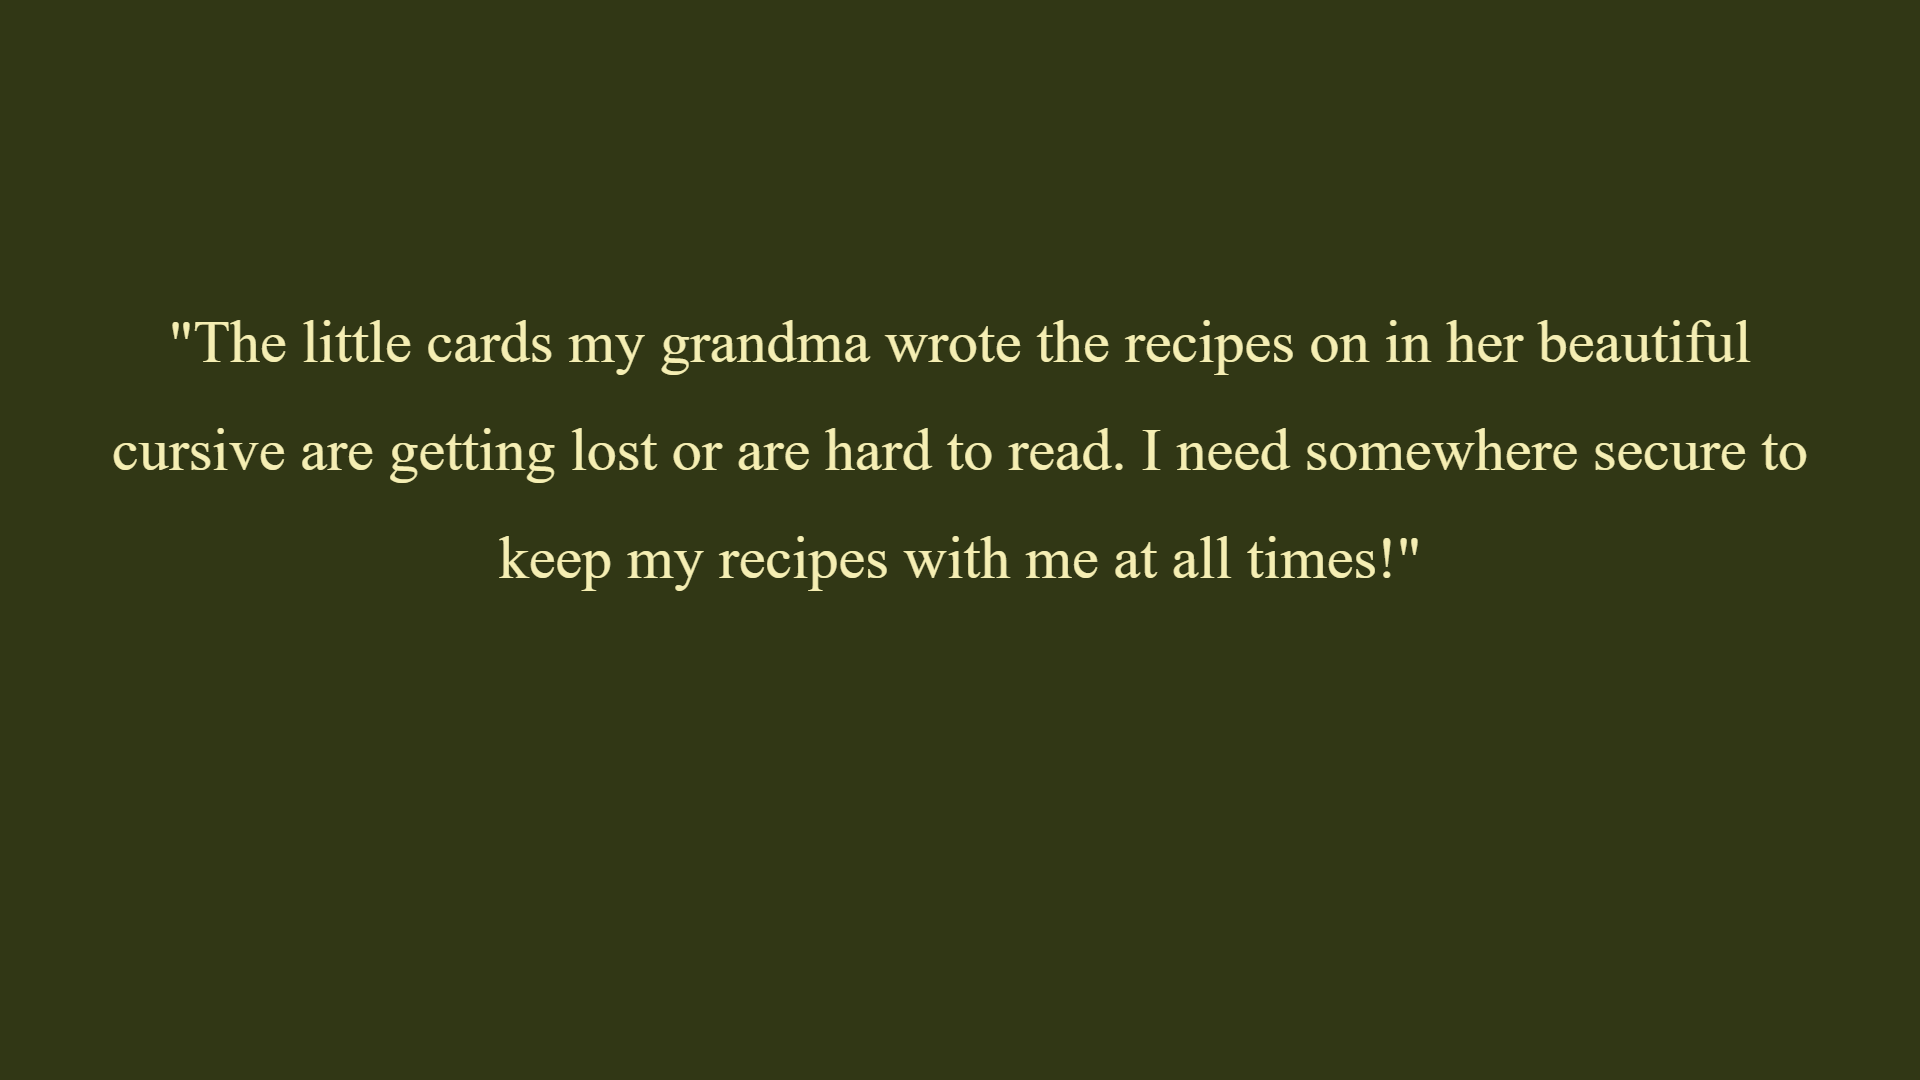 "The little cards my grandma wrote the recipes on in her beautiful
cursive are getting lost or are hard to read. I need somewhere secure to
keep my recipes with me at all times!"